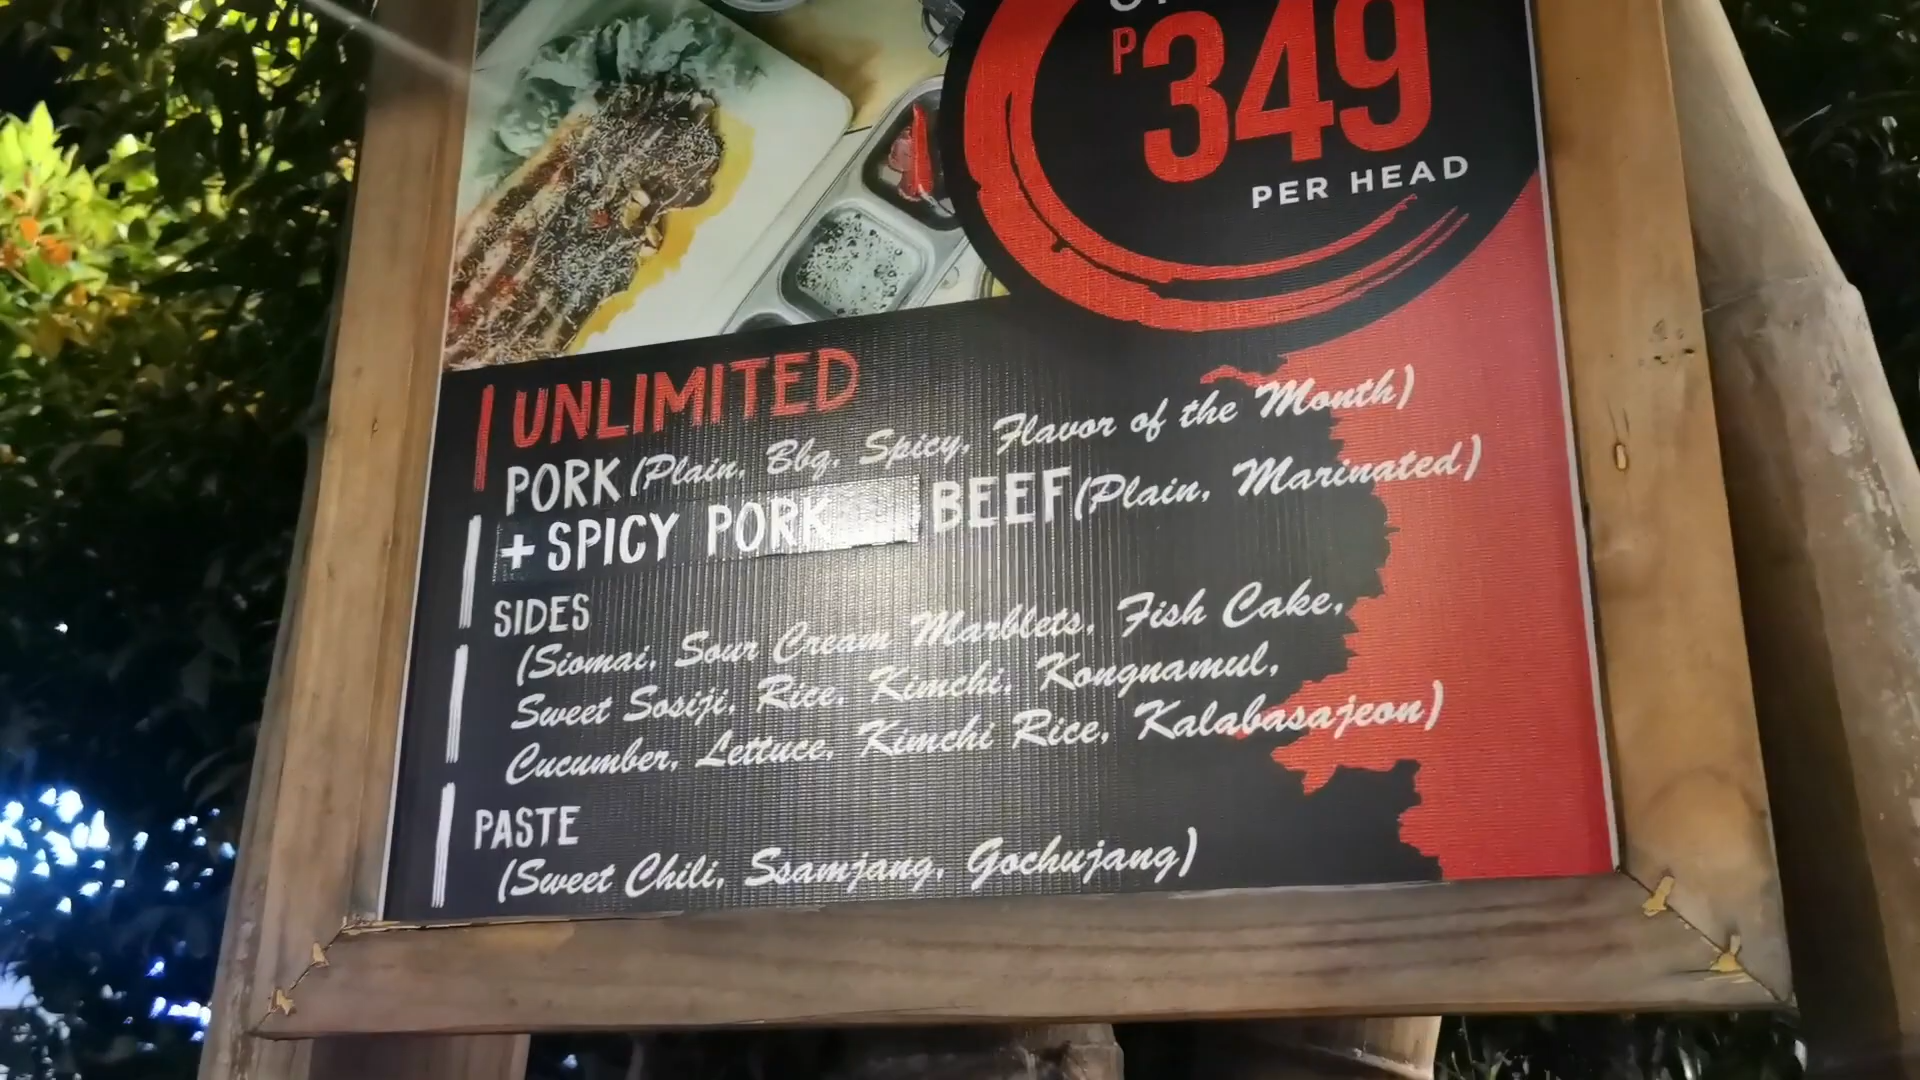 P349
PER HEAD
UNLIMITED
PORK (Plain, Bbq, Spicy, Flavor of the Month)
+ SPICY PORK BEEF (Plain, Marinated)
SIDES
(Siomai, Sour Cream Marblets, Fish Cake,
Sweet Sosiji, Rice, Kimchi, Kongnamul,
Cucumber, Lettuce, Kimchi Rice, Kalabasajeon)
PASTE
(Sweet Chili, Ssamjang, Gochujang)